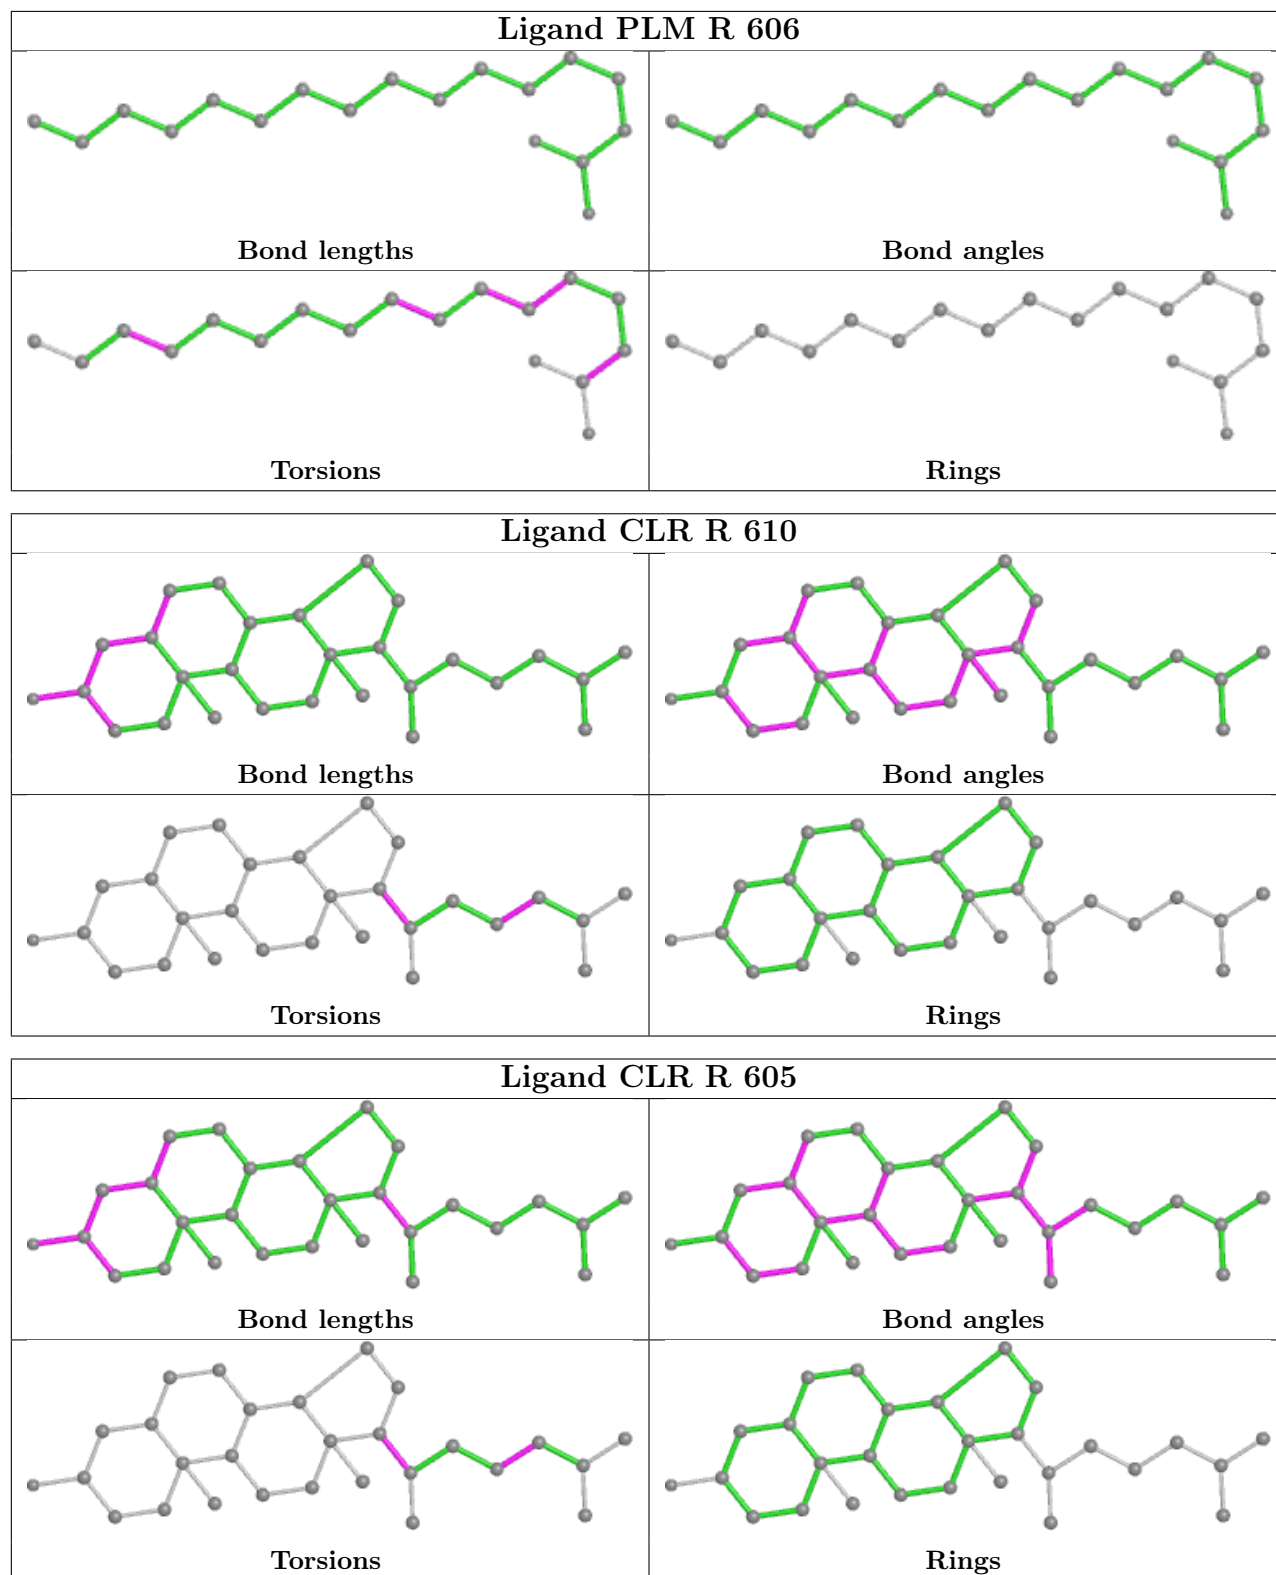 Ligand PLM R 606
Bond lengths
Bond angles
Torsions
Rings
Ligand CLR R 610
Bond lengths
Bond angles
Torsions
Rings
Ligand CLR R 605
Bond lengths
Bond angles
Torsions
Rings